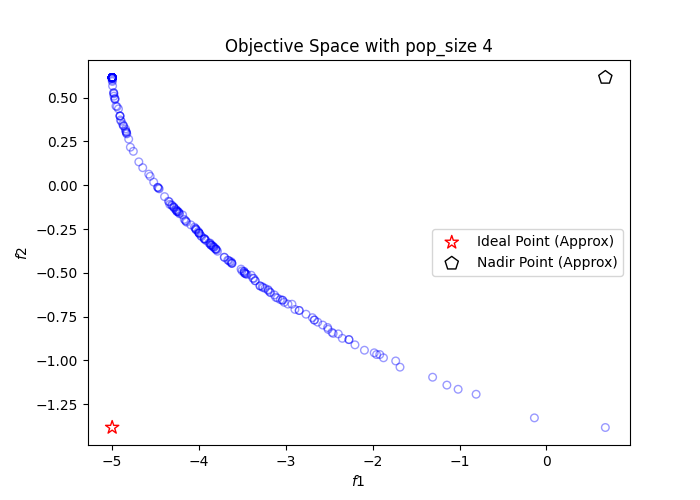 Objective Space with pop_size 4
0.50
0.25
0.00
−0.25
−0.50
−0.75
−1.00
−1.25
f2
Ideal Point (Approx)
Nadir Point (Approx)
−5
−4
−3
−2
−1
0
f1